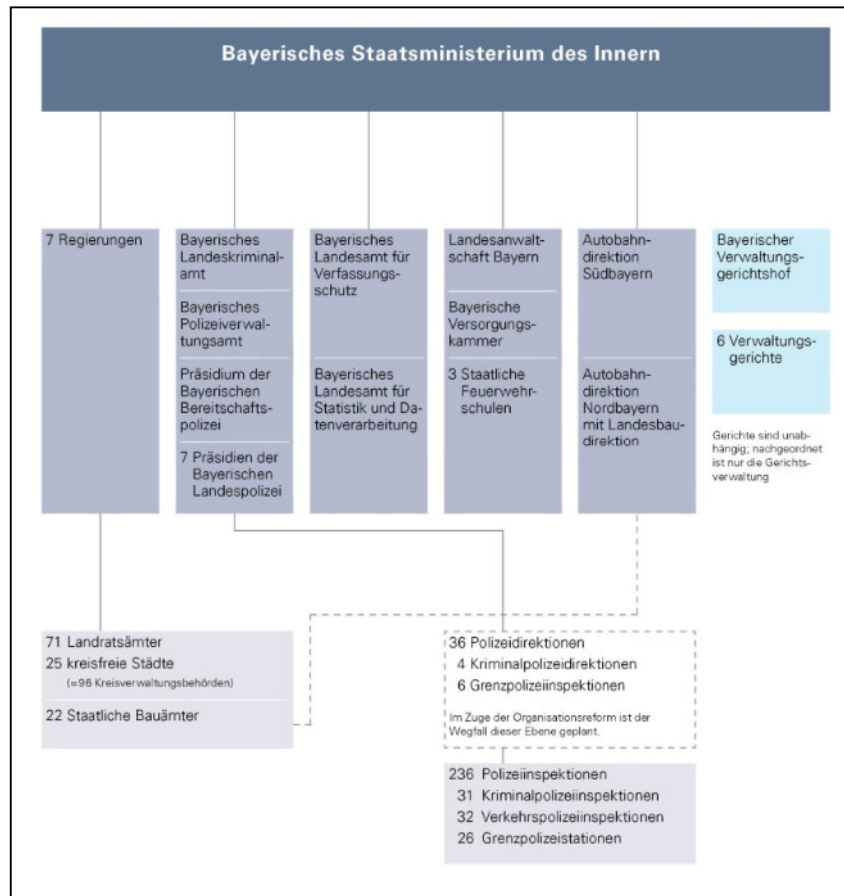 Bayerisches Staatsministerium des Innern
7 Regierungen
Bayerisches
Landeskriminal-
amt
Bayerisches
Polizeiverwal-
tungsamt
Präsidium der
Bayerischen
Bereitschafts-
polizei
7 Präsidien der
Bayerischen
Landespolizei
Bayerisches
Landesamt für
Verfassungs-
schutz
Bayerisches
Landesamt für
Statistik und Da-
tenverarbeitung
Landesanwalt-
schaft Bayern
Bayerische
Versorgungs-
kammer
3 Staatliche
Feuerwehr-
schulen
Autobahn-
direktion
Südbayern
Autobahn-
direktion
Nordbayern
mit Landesbau-
direktion
Bayerischer
Verwaltungs-
gerichtshof
6 Verwaltungs-
gerichte
Gerichte sind unab-
hängig; nachgeordnet
ist nur die Gerichts-
verwaltung
71 Landratsämter
25 kreisfreie Städte
(=96 Kreisverwaltungsbehörden)
22 Staatliche Bauämter
36 Polizeidirektionen
4 Kriminalpolizeidirektionen
6 Grenzpolizeiinspektionen
Im Zuge der Organisationsreform ist der
Wegfall dieser Ebene geplant.
236 Polizeiinspektionen
31 Kriminalpolizeiinspektionen
32 Verkehrspolizeiinspektionen
26 Grenzpolizeistationen